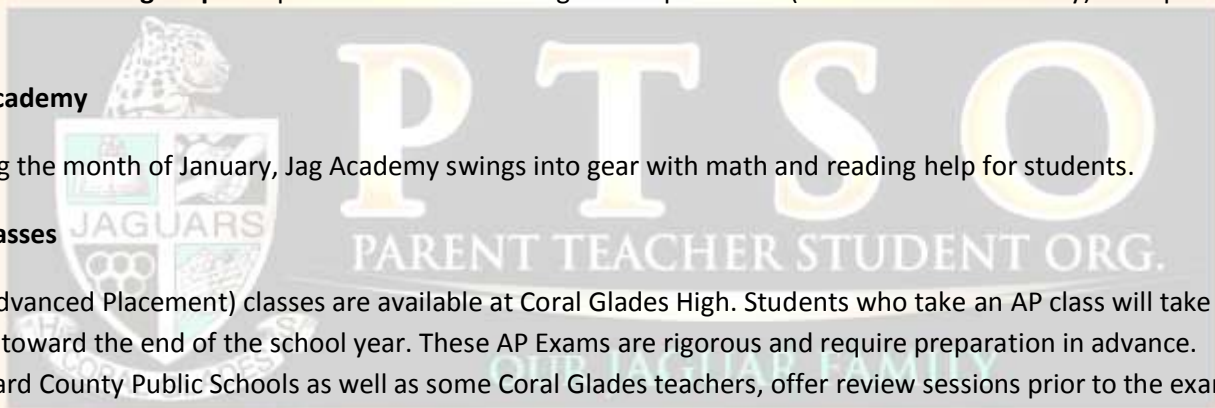 cademy
g the month of January, Jag Academy swings into gear with math and reading help for students.
asses
dvanced Placement) classes are available at Coral Glades High. Students who take an AP class will take
toward the end of the school year. These AP Exams are rigorous and require preparation in advance.
ard County Public Schools as well as some Coral Glades teachers, offer review sessions prior to the exa
PTSO
JAGUARS
PARENT TEACHER STUDENT ORG.
OUR JAGUAR FAMILY